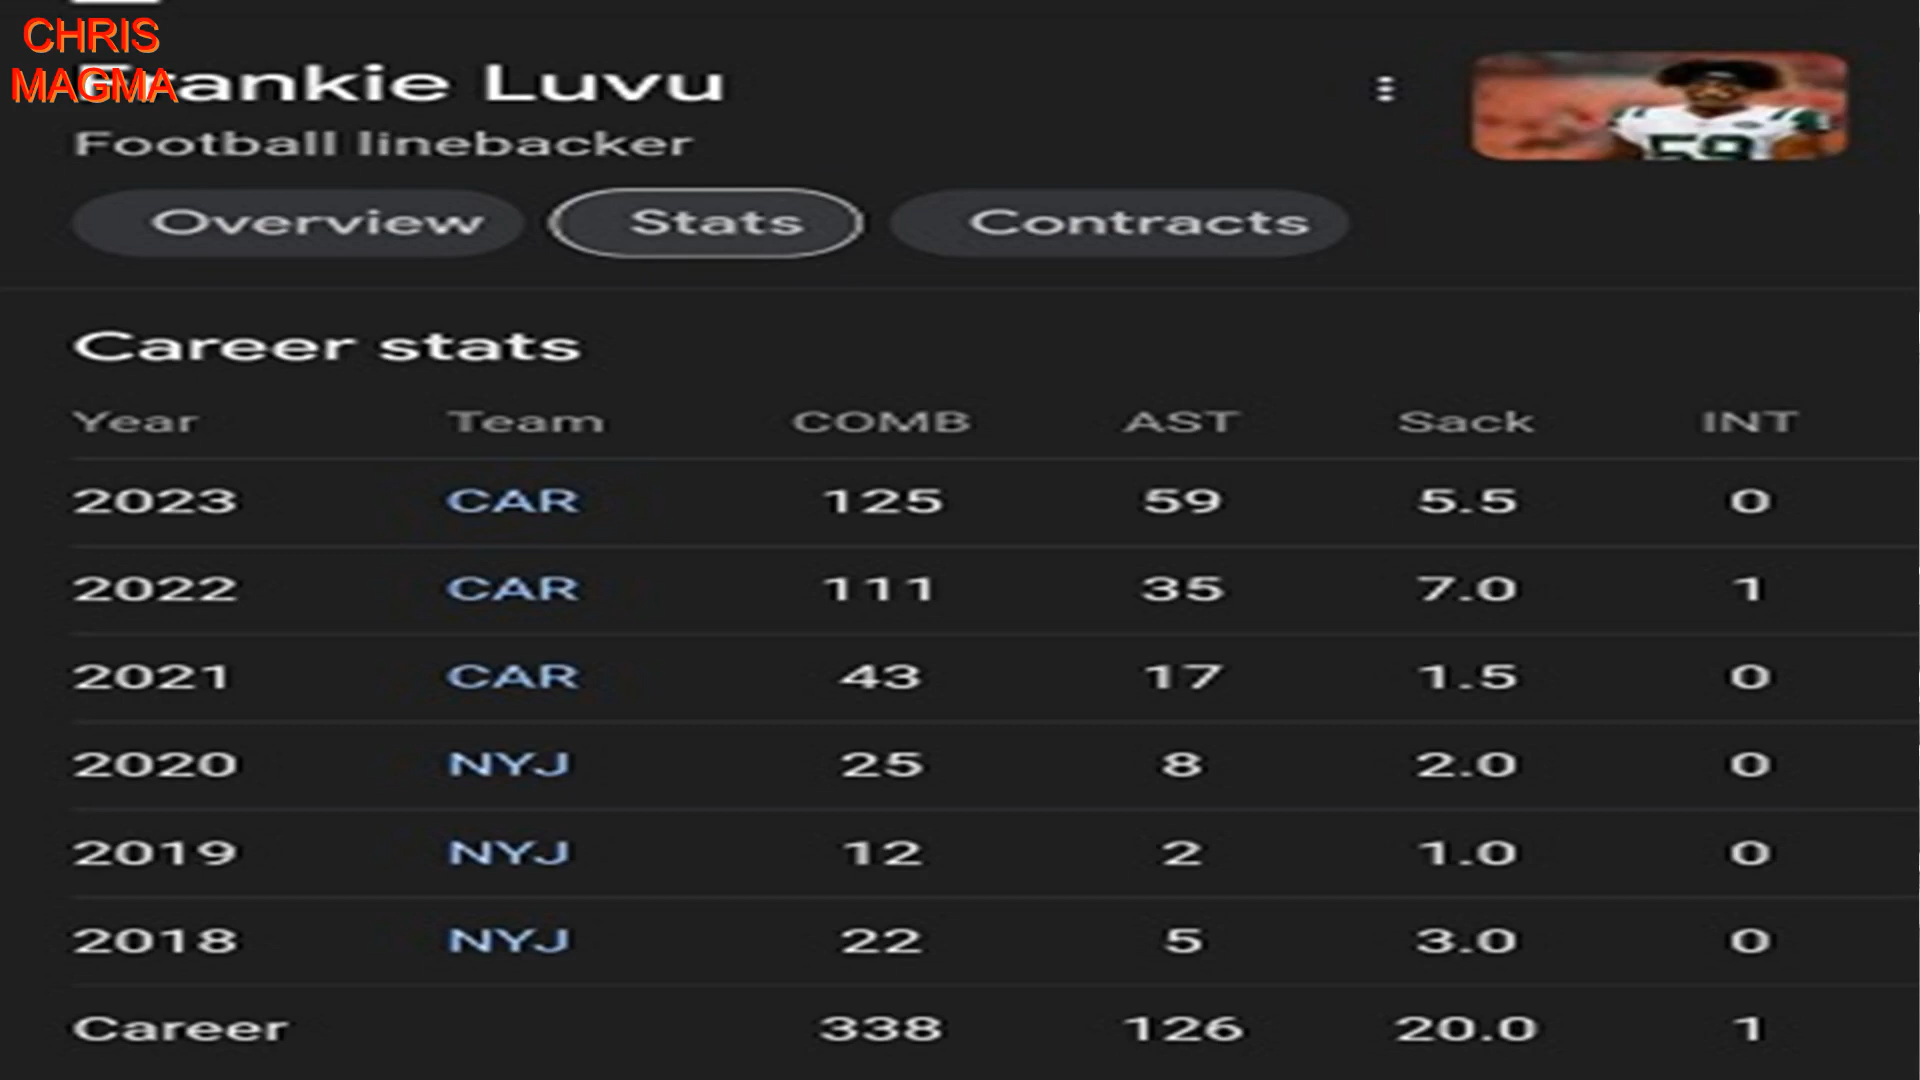 CHRIS
MAGMA
Frankie Luvu
Football linebacker
Overview Stats Contracts
Career stats
Year Team COMB AST Sack INT
2023 CAR 125 59 5.5 0
2022 CAR 111 35 7.0 1
2021 CAR 43 17 1.5 0
2020 NYJ 25 8 2.0 0
2019 NYJ 12 2 1.0 0
2018 NYJ 22 5 3.0 0
Career 338 126 20.0 1
59